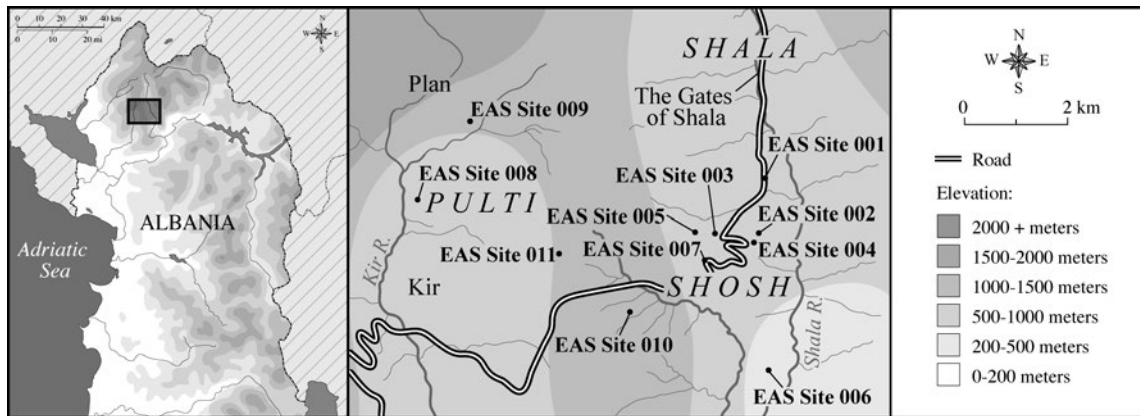 0 10 20 30 40 km
0 10 20 mi
N
W E
S
ALBANIA
Adriatic
Sea
SHALA
Plan
The Gates
of Shala
EAS Site 009
EAS Site 001
EAS Site 008
EAS Site 003
PULTI
EAS Site 002
EAS Site 005
EAS Site 004
EAS Site 007
EAS Site 011
Kir R.
Kir
SHOSH
Shala R.
EAS Site 010
EAS Site 006
N
W E
S
0 2 km
Road
Elevation:
2000 + meters
1500-2000 meters
1000-1500 meters
500-1000 meters
200-500 meters
0-200 meters